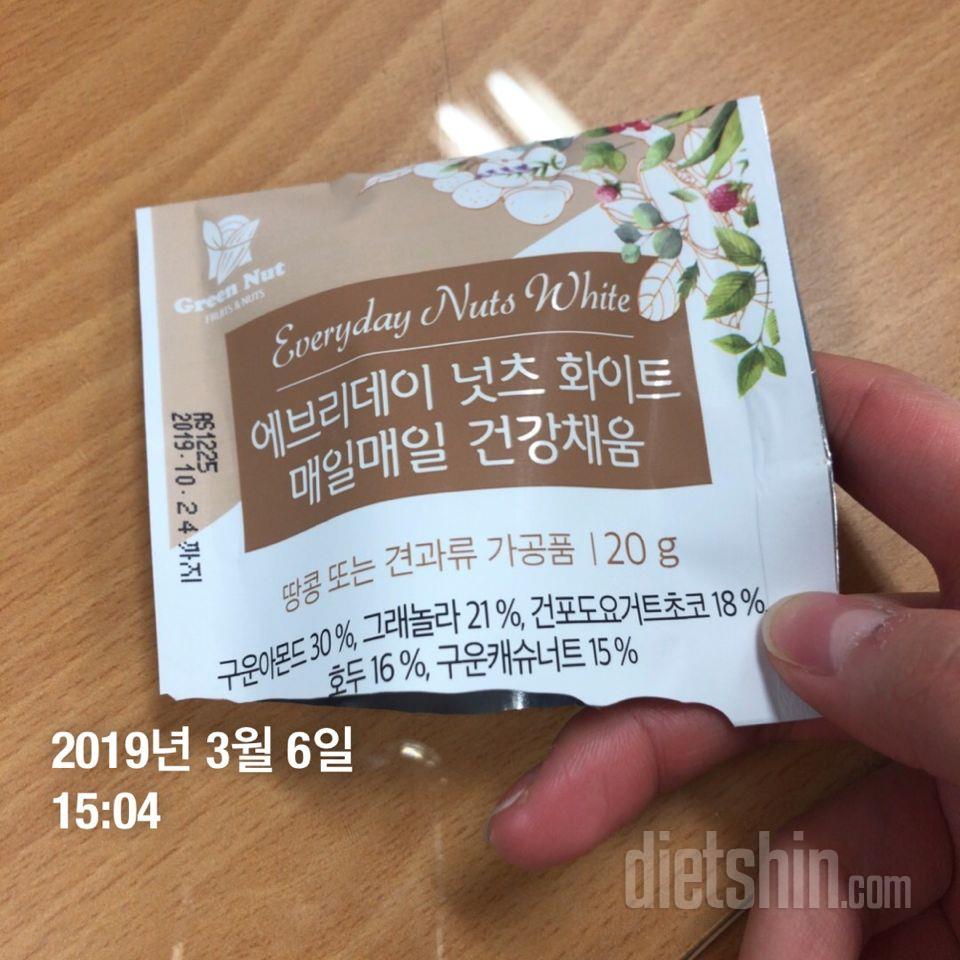 Green Nut
FRUITS & NUTS
Everyday Nuts White
에브리데이 넛츠 화이트
매일매일 건강채움
AS1225
2019.10.24 까지
땅콩 또는 견과류 가공품 | 20 g
구운아몬드 30 %, 그래놀라 21 %, 건포도요거트초코 18 %,
호두 16 %, 구운캐슈너트 15 %
2019년 3월 6일
15:04
dietshin.com